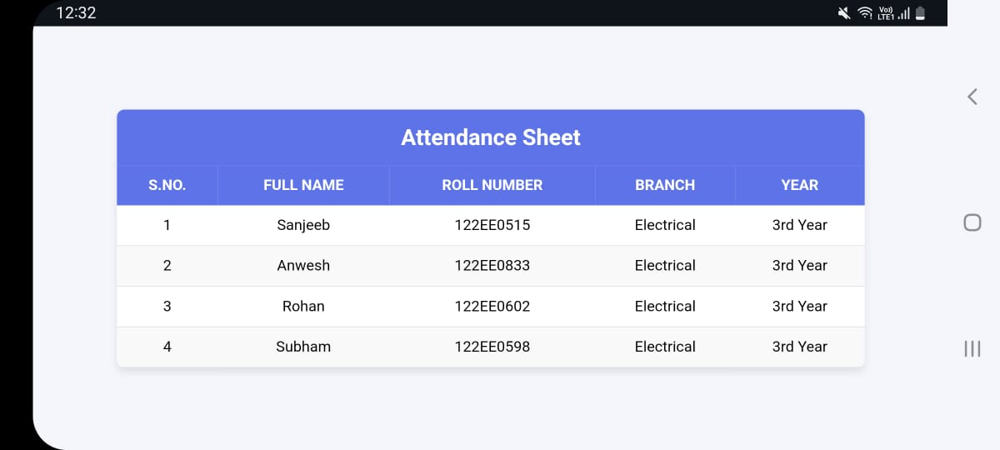 12:32
Vo)) LTE1
Attendance Sheet
S.NO. FULL NAME ROLL NUMBER BRANCH YEAR
1 Sanjeeb 122EE0515 Electrical 3rd Year
2 Anwesh 122EE0833 Electrical 3rd Year
3 Rohan 122EE0602 Electrical 3rd Year
4 Subham 122EE0598 Electrical 3rd Year